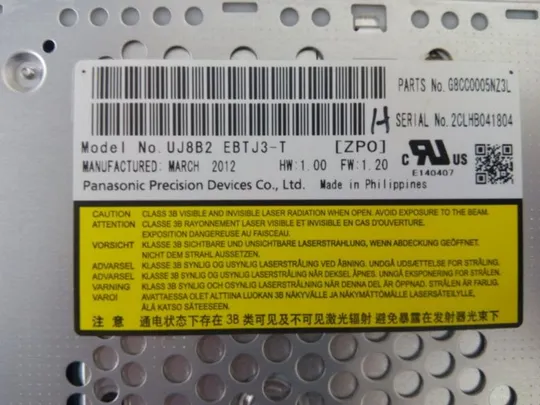 PARTS No. G8CC0005NZ3L
H SERIAL No. 2CLHB041804
Model No. UJ8B2 EBTJ3-T [ZPO]
MANUFACTURED: MARCH 2012 HW:1.00 FW:1.20
Panasonic Precision Devices Co., Ltd. Made in Philippines
C RU US
E140407
CAUTION CLASS 3B VISIBLE AND INVISIBLE LASER RADIATION WHEN OPEN. AVOID EXPOSURE TO THE BEAM.
ATTENTION CLASSE 3B RAYONNEMENT LASER VISIBLE ET INVISIBLE EN CAS D'OUVERTURE.
EXPOSITION DANGEREUSE AU FAISCEAU.
VORSICHT KLASSE 3B SICHTBARE UND UNSICHTBARE LASERSTRAHLUNG, WENN ABDECKUNG GEÖFFNET.
NICHT DEM STRAHL AUSSETZEN.
ADVARSEL KLASSE 3B SYNLIG OG USYNLIG LASERSTRÅLING VED ÅBNING. UNDGÅ UDSÆTTELSE FOR STRÅLING.
ADVARSEL KLASSE 3B SYNLIG OG USYNLIG LASERSTRÅLING NÅR DEKSEL ÅPNES. UNNGÅ EKSPONERING FOR STRÅLEN.
VARNING KLASS 3B SYNLIG OCH OSYNLIG LASERSTRÅLNING NÄR DENNA DEL ÄR ÖPPNAD. STRÅLEN ÄR FARLIG.
VARO! AVATTAESSA OLET ALTTIINA LUOKAN 3B NÄKYVÄLLE JA NÄKYMÄTTÖMÄLLE LASERSÄTEILYLLE,
ÄLÄ KATSO SÄTEESEEN.
注 意 通电状态下存在 3B 类可见及不可见激光辐射 避免暴露在发射器光束下